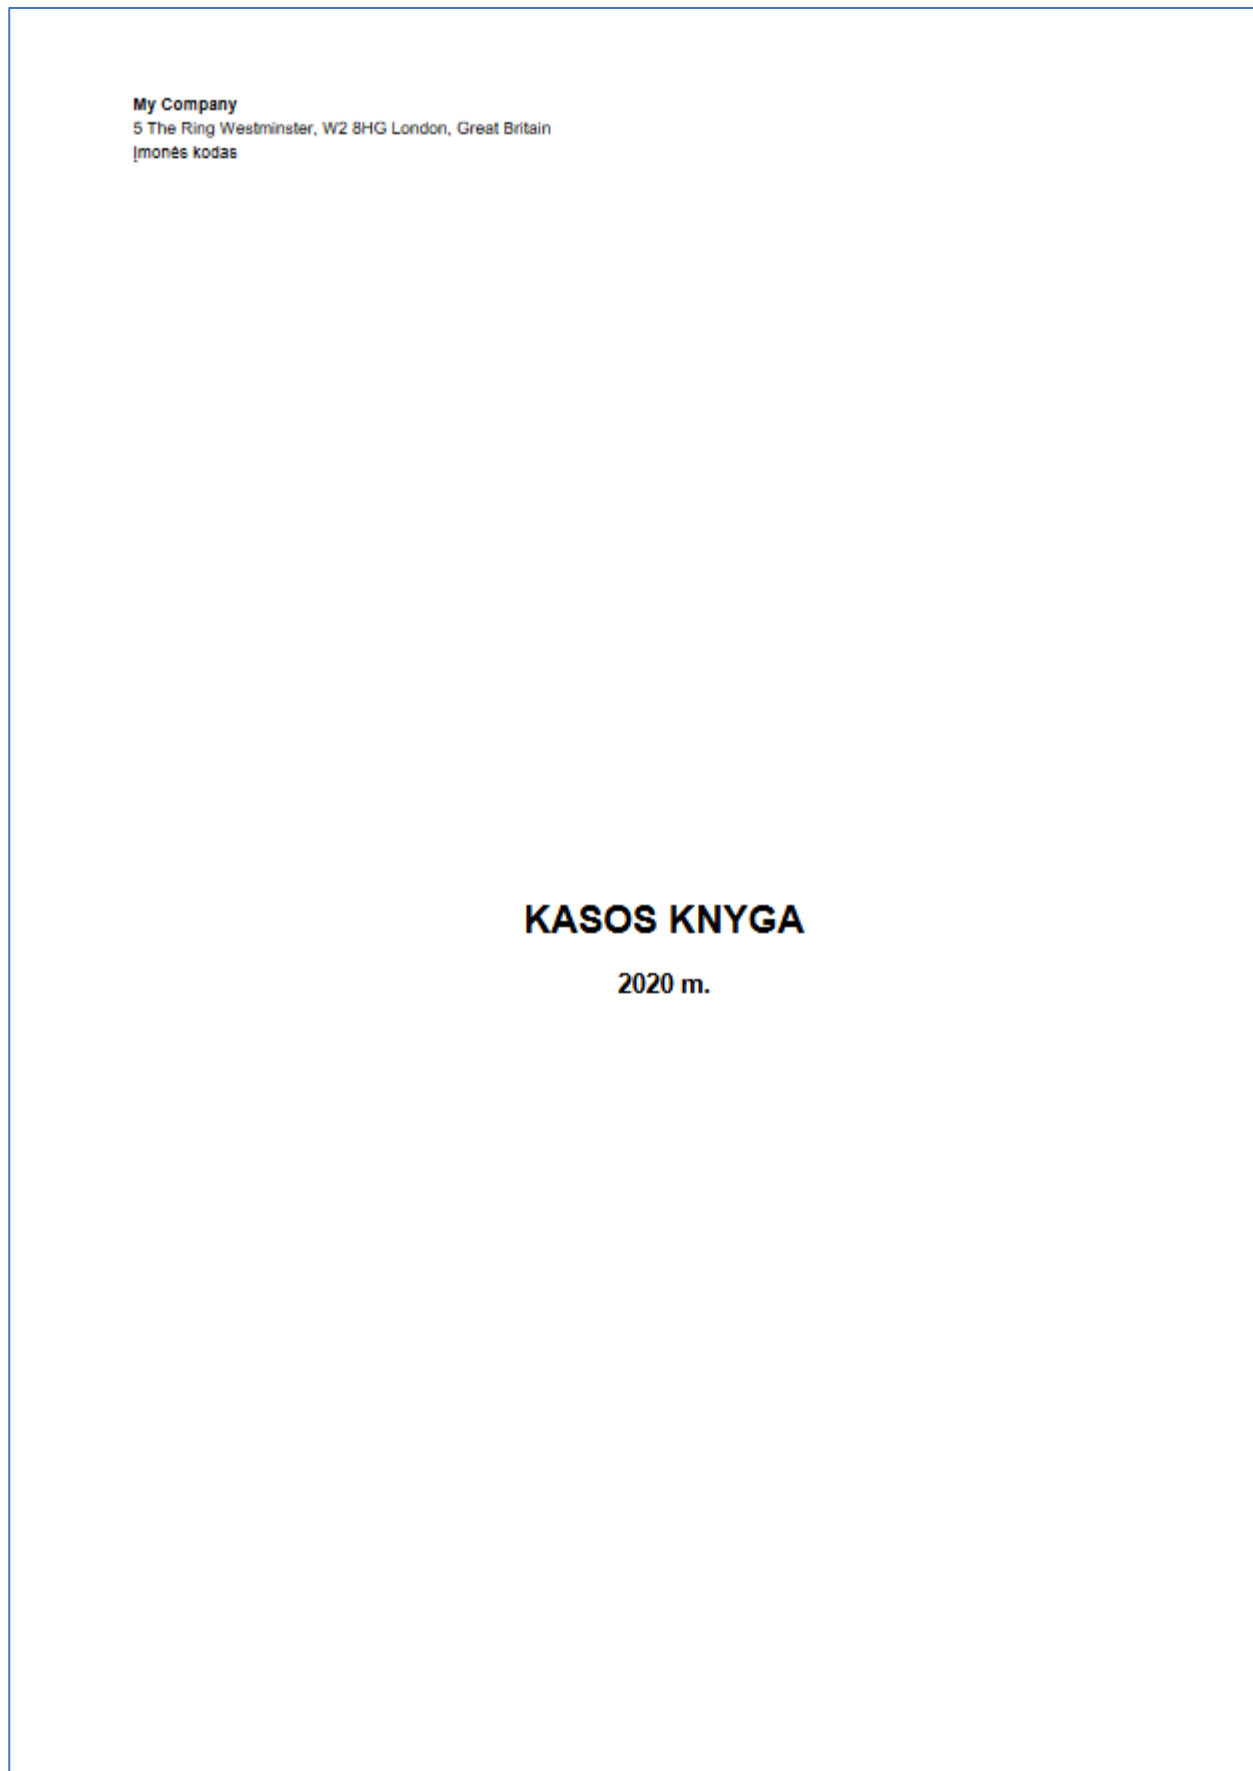 My Company
5 The Ring Westminster, W2 8HG London, Great Britain
Įmonės kodas
KASOS KNYGA
2020 m.